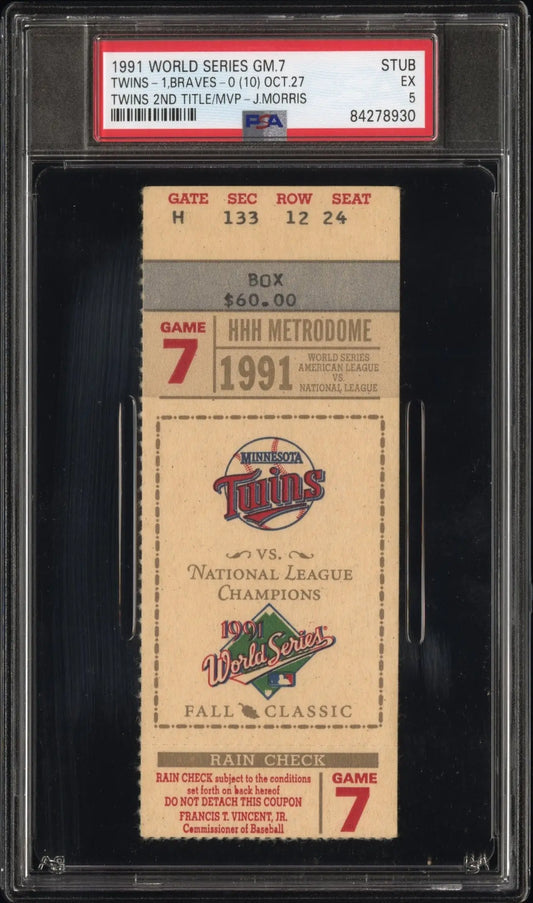 1991 WORLD SERIES GM.7 STUB
TWINS - 1,BRAVES - 0 (10) OCT.27 EX
TWINS 2ND TITLE/MVP - J.MORRIS 5
PSA 84278930
GATE SEC ROW SEAT
H 133 12 24
BOX
$60.00
GAME
7
HHH METRODOME
1991
WORLD SERIES
AMERICAN LEAGUE
VS.
NATIONAL LEAGUE
MINNESOTA
Twins
VS.
NATIONAL LEAGUE
CHAMPIONS
1991
World Series
FALL CLASSIC
RAIN CHECK
RAIN CHECK subject to the conditions
set forth on back hereof
DO NOT DETACH THIS COUPON
FRANCIS T. VINCENT, JR.
Commissioner of Baseball
GAME
7